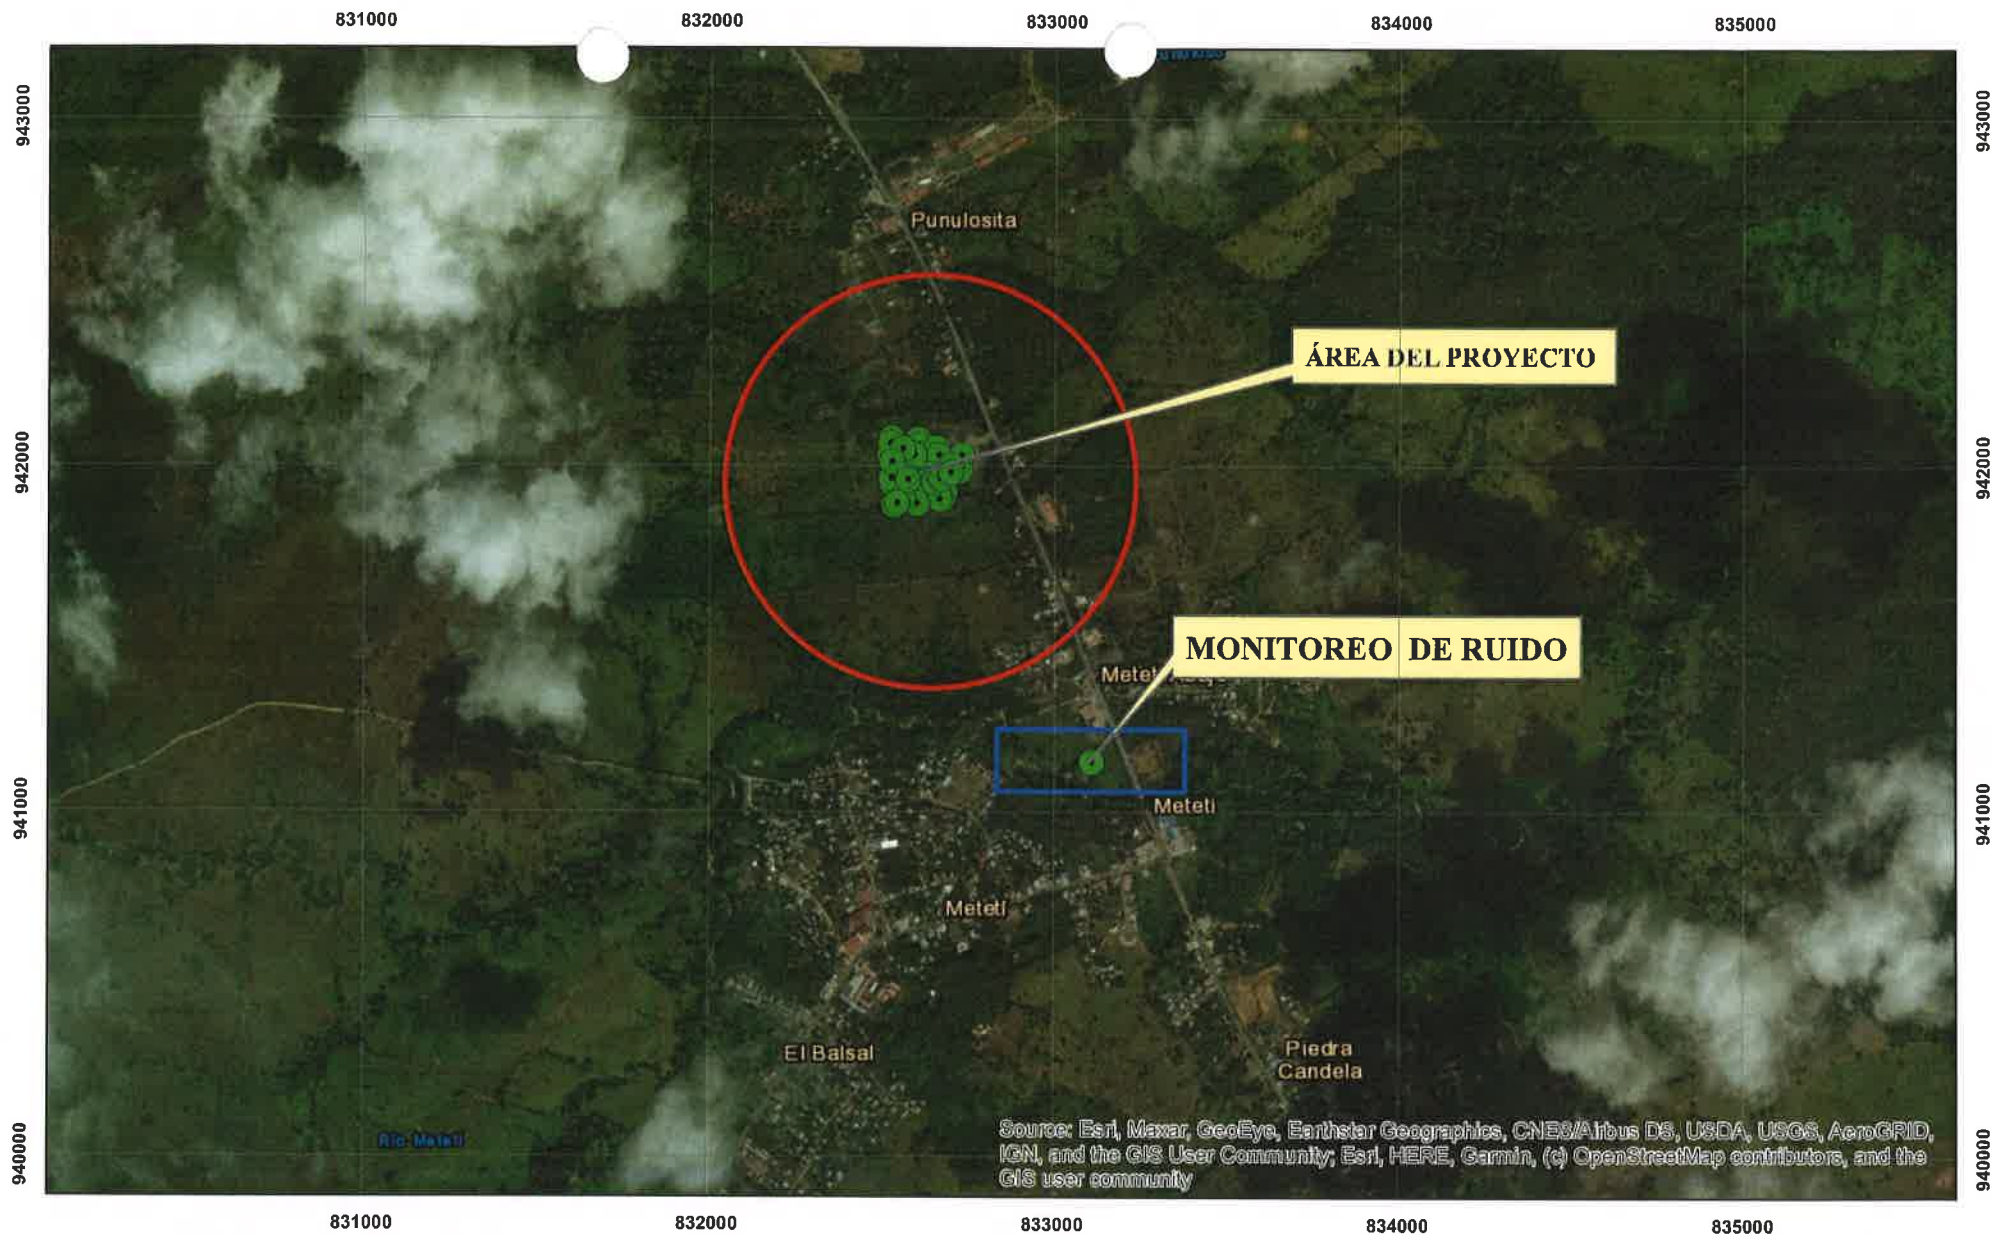 831000 832000 833000 834000 835000
943000 943000
Punulosita
ÁREA DEL PROYECTO
942000 942000
MONITOREO DE RUIDO
941000 941000
Meteti
Metetí
El Balsal
Piedra
Candela
Río Metetí
Source: Esri, Maxar, GeoEye, Earthstar Geographics, CNES/Airbus DS, USDA, USGS, AeroGRID,
IGN, and the GIS User Community; Esri, HERE, Garmin, (c) OpenStreetMap contributors, and the
GIS user community
940000 940000
831000 832000 833000 834000 835000